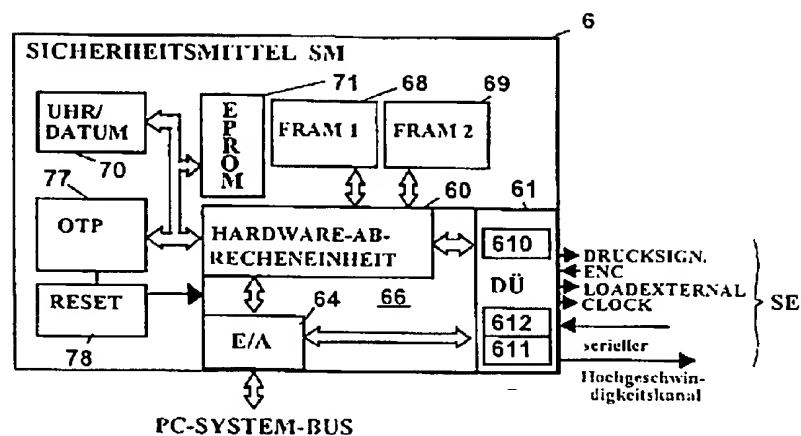 6
SICHERHEITSMITTEL SM
71
68
69
UHR/
DATUM
EPROM
FRAM 1
FRAM 2
70
77
60
61
OTP
HARDWARE-AB-
RECHENEINHEIT
610
DRUCKSIGN.
ENC
DÜ
LOADEXTERNAL
CLOCK
SE
RESET
64
66
E/A
612
611
serieller
Hochgeschwin-
digkeitskanal
78
PC-SYSTEM-BUS